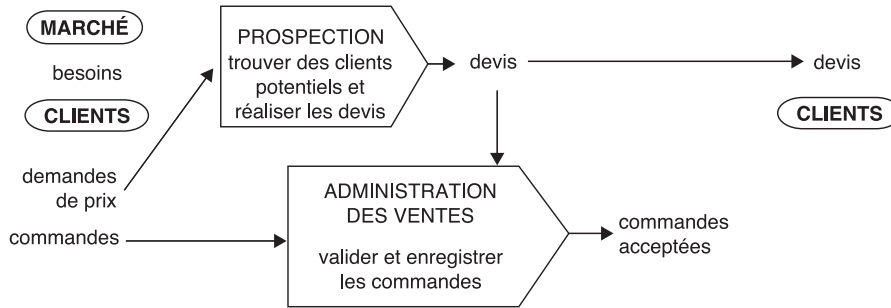 MARCHÉ
besoins
CLIENTS
demandes
de prix
commandes
PROSPECTION
trouver des clients
potentiels et
réaliser les devis
devis
devis
CLIENTS
ADMINISTRATION
DES VENTES
valider et enregistrer
les commandes
commandes
acceptées